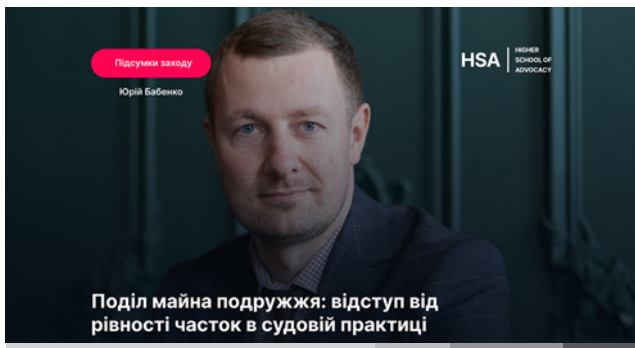 Підсумки заходу
Юрій Бабенко
HSA
HIGHER
SCHOOL OF
ADVOCACY
Поділ майна подружжя: відступ від
рівності часток в судовій практиці